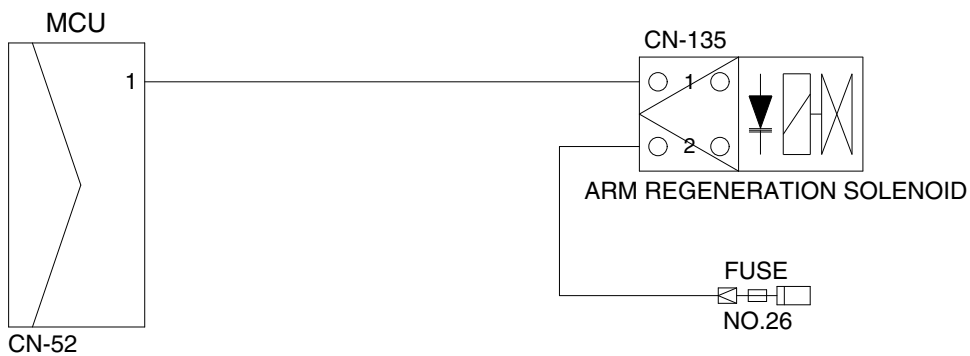 MCU
CN-135
1
1
2
ARM REGENERATION SOLENOID
FUSE
NO.26
CN-52